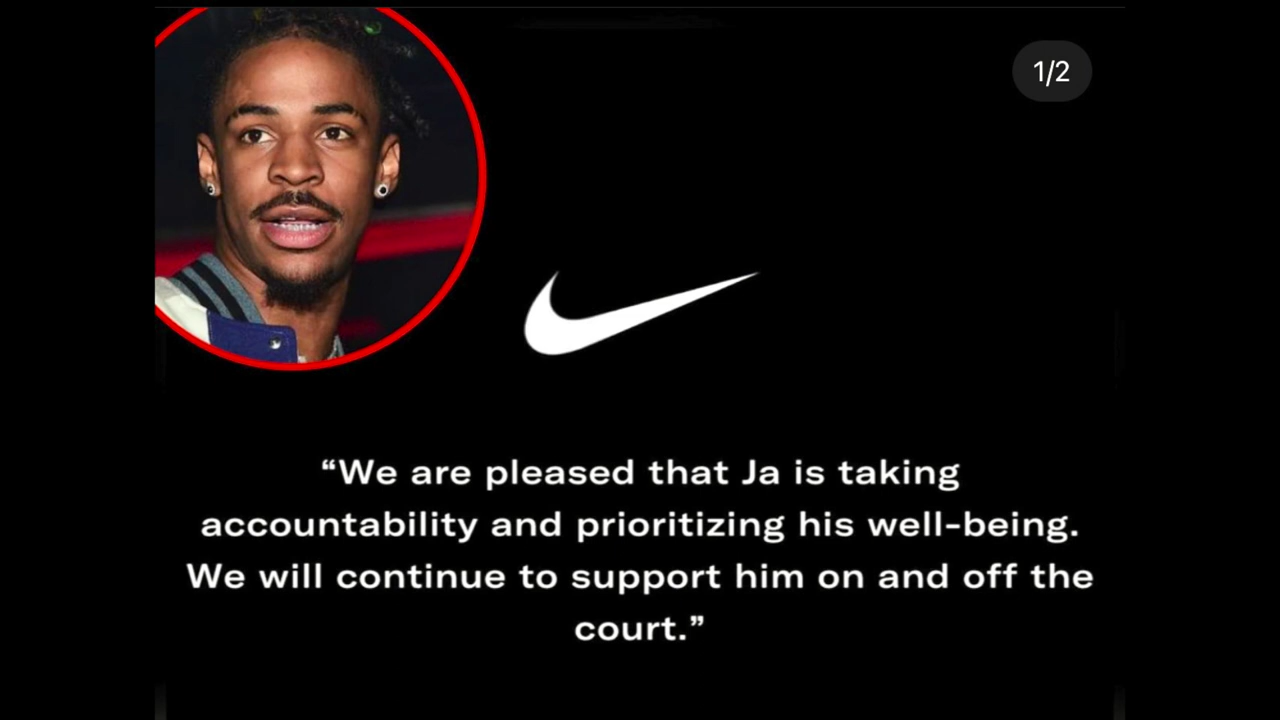 1/2
“We are pleased that Ja is taking
accountability and prioritizing his well-being.
We will continue to support him on and off the
court.”